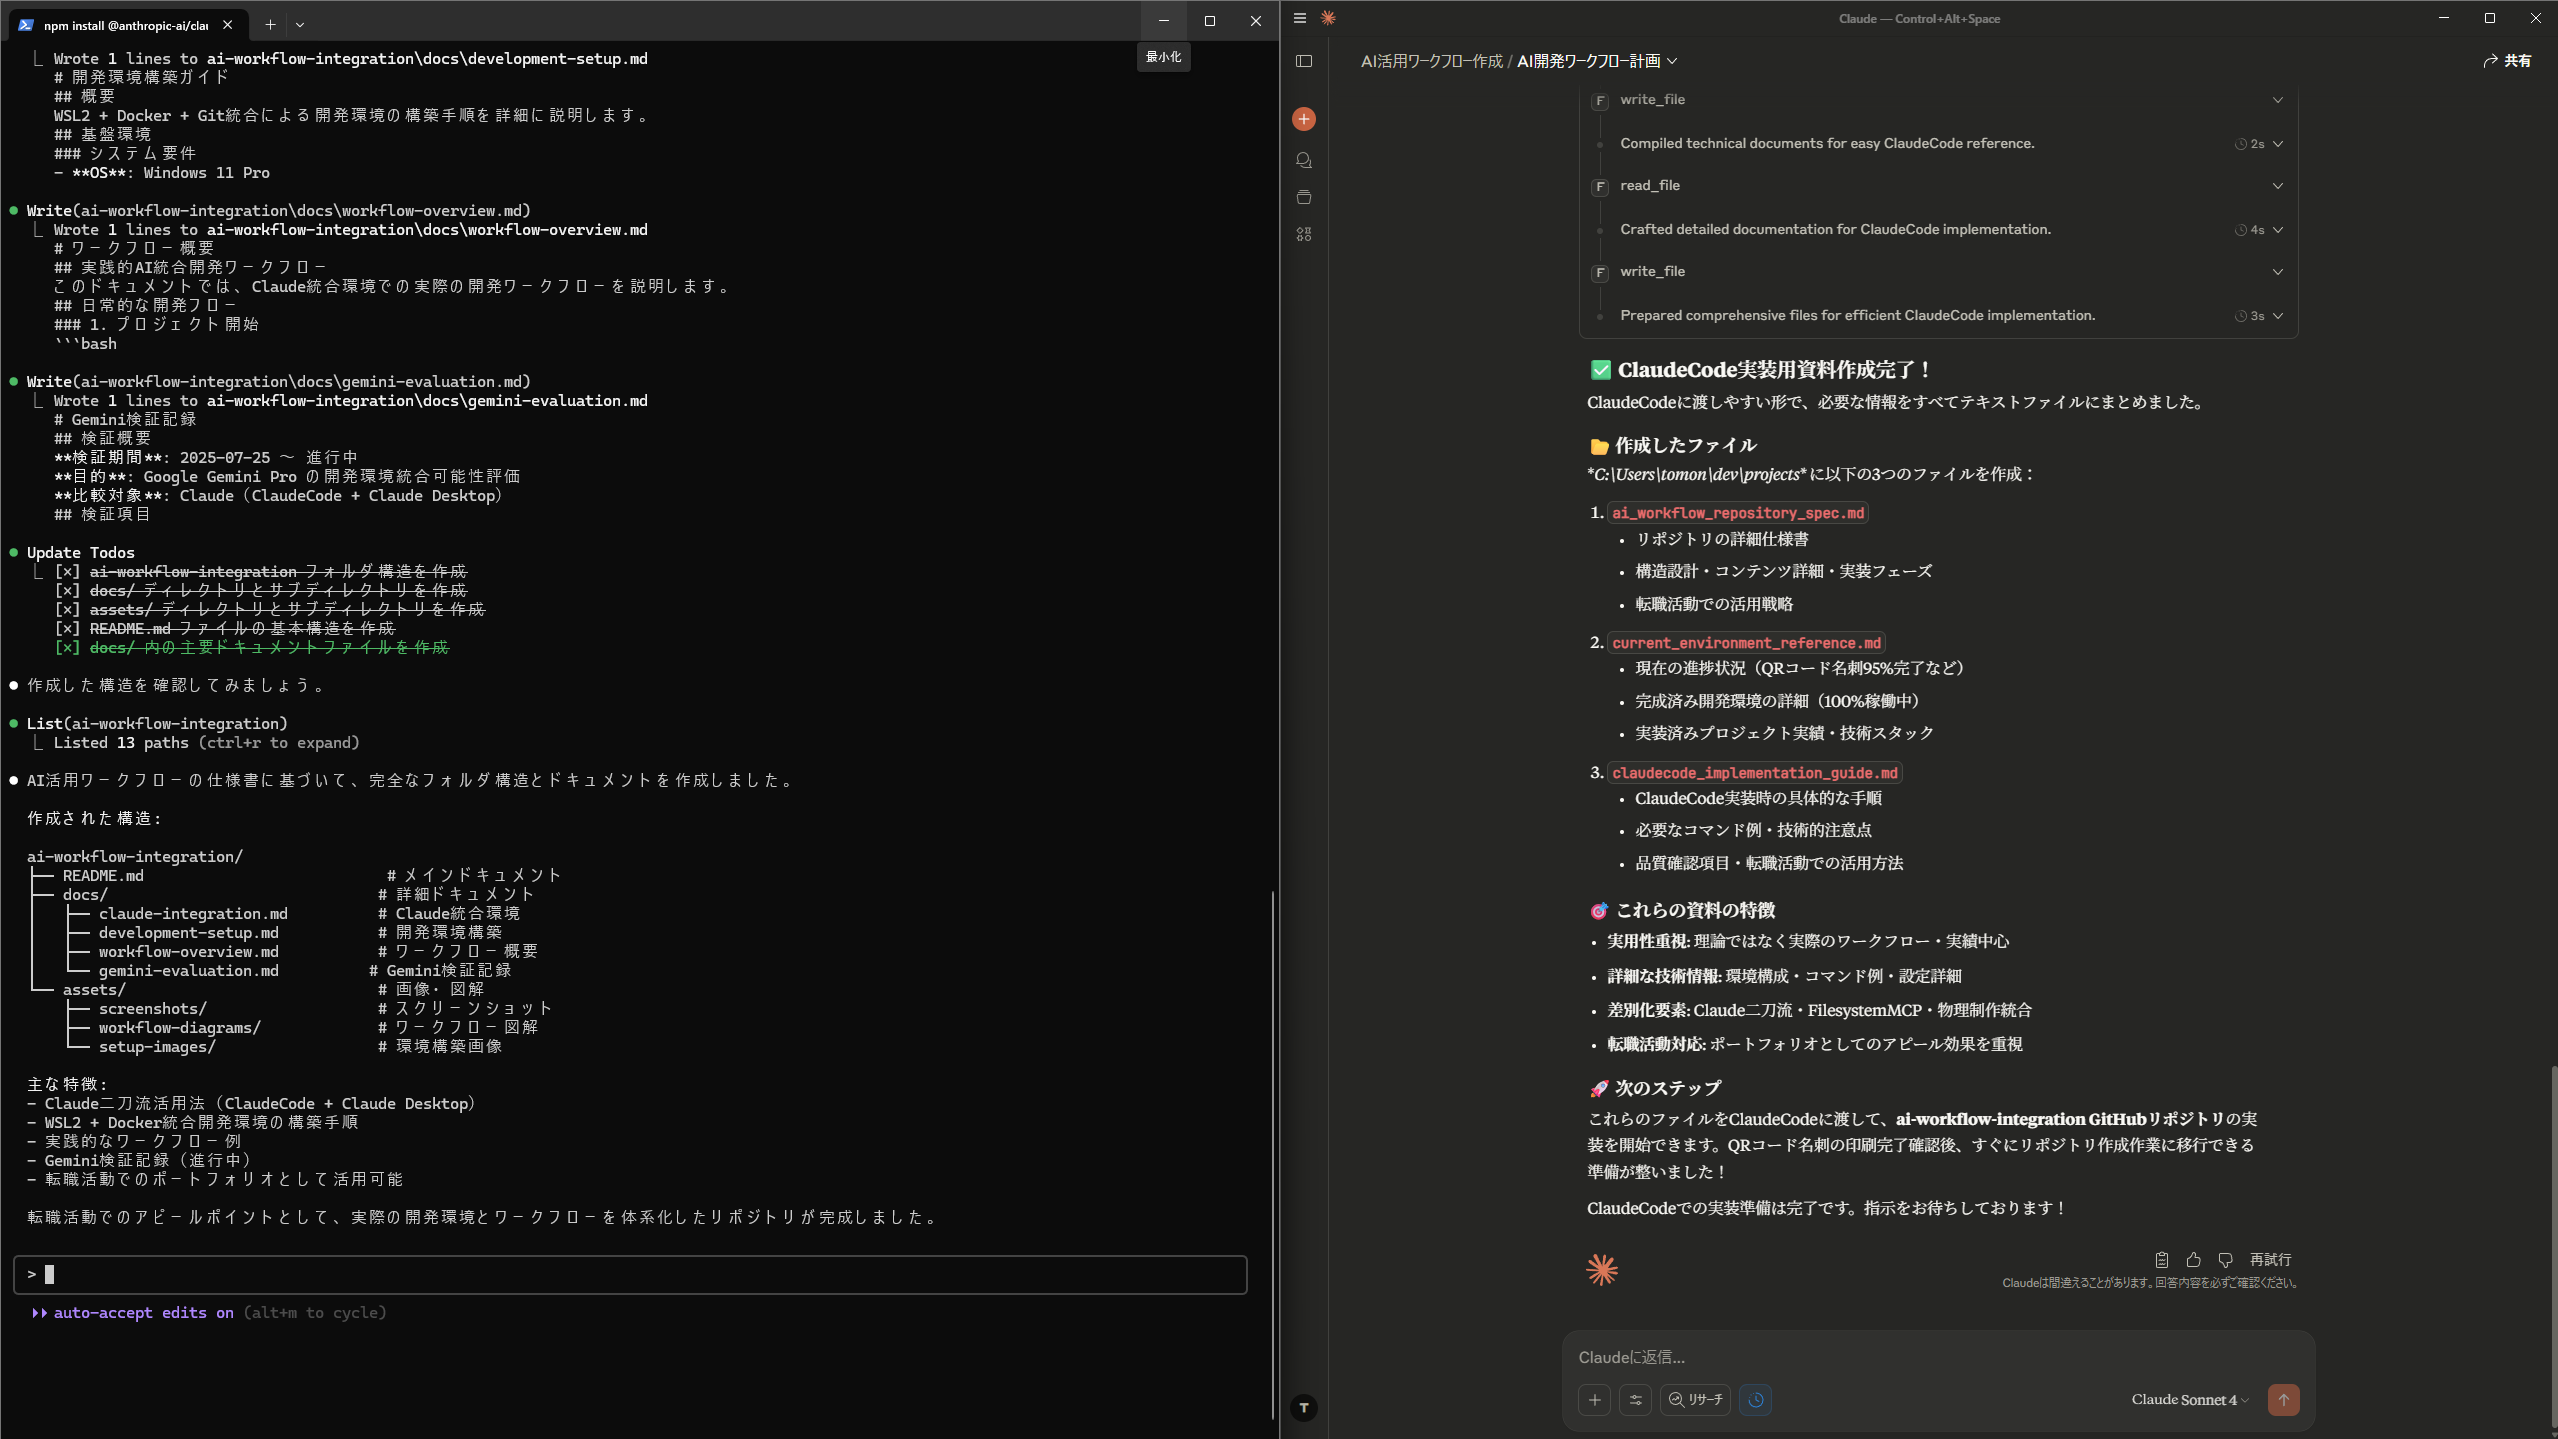 npm install @anthropic-ai/clau
最小化
Wrote 1 lines to ai-workflow-integration\docs\development-setup.md
# 開発環境構築ガイド
## 概要
WSL2 + Docker + Git統合による開発環境の構築手順を詳細に説明します。
## 基盤環境
### システム要件
- **OS**: Windows 11 Pro
Write(ai-workflow-integration\docs\workflow-overview.md)
Wrote 1 lines to ai-workflow-integration\docs\workflow-overview.md
# ワークフロー概要
## 実践的AI統合開発ワークフロー
このドキュメントでは、Claude統合環境での実際の開発ワークフローを説明します。
## 日常的な開発フロー
### 1. プロジェクト開始
```bash
Write(ai-workflow-integration\docs\gemini-evaluation.md)
Wrote 1 lines to ai-workflow-integration\docs\gemini-evaluation.md
# Gemini検証記録
## 検証概要
**検証期間**: 2025-07-25 ～ 進行中
**目的**: Google Gemini Pro の開発環境統合可能性評価
**比較対象**: Claude（ClaudeCode + Claude Desktop）
## 検証項目
Update Todos
[×] ai-workflow-integration フォルダ構造を作成
[×] docs/ ディレクトリとサブディレクトリを作成
[×] assets/ ディレクトリとサブディレクトリを作成
[×] README.md ファイルの基本構造を作成
[×] docs/ 内の主要ドキュメントファイルを作成
作成した構造を確認してみましょう。
List(ai-workflow-integration)
Listed 13 paths (ctrl+r to expand)
AI活用ワークフローの仕様書に基づいて、完全なフォルダ構造とドキュメントを作成しました。
作成された構造:
ai-workflow-integration/
├── README.md # メインドキュメント
├── docs/ # 詳細ドキュメント
│ ├── claude-integration.md # Claude統合環境
│ ├── development-setup.md # 開発環境構築
│ ├── workflow-overview.md # ワークフロー概要
│ └── gemini-evaluation.md # Gemini検証記録
└── assets/ # 画像・図解
├── screenshots/ # スクリーンショット
├── workflow-diagrams/ # ワークフロー図解
└── setup-images/ # 環境構築画像
主な特徴:
- Claude二刀流活用法（ClaudeCode + Claude Desktop）
- WSL2 + Docker統合開発環境の構築手順
- 実践的なワークフロー例
- Gemini検証記録（進行中）
- 転職活動でのポートフォリオとして活用可能
転職活動でのアピールポイントとして、実際の開発環境とワークフローを体系化したリポジトリが完成しました。
>
auto-accept edits on (alt+m to cycle)
Claude — Control+Alt+Space
AI活用ワークフロー作成 / AI開発ワークフロー計画
共有
F write_file
Compiled technical documents for easy ClaudeCode reference. 2s
F read_file
Crafted detailed documentation for ClaudeCode implementation. 4s
F write_file
Prepared comprehensive files for efficient ClaudeCode implementation. 3s
✅ ClaudeCode実装用資料作成完了！
ClaudeCodeに渡しやすい形で、必要な情報をすべてテキストファイルにまとめました。
📂 作成したファイル
*C:\Users\tomon\dev\projects* に以下の3つのファイルを作成：
1. ai_workflow_repository_spec.md
• リポジトリの詳細仕様書
• 構造設計・コンテンツ詳細・実装フェーズ
• 転職活動での活用戦略
2. current_environment_reference.md
• 現在の進捗状況（QRコード名刺95%完了など）
• 完成済み開発環境の詳細（100%稼働中）
• 実装済みプロジェクト実績・技術スタック
3. claudecode_implementation_guide.md
• ClaudeCode実装時の具体的な手順
• 必要なコマンド例・技術的注意点
• 品質確認項目・転職活動での活用方法
🎯 これらの資料の特徴
• 実用性重視: 理論ではなく実際のワークフロー・実績中心
• 詳細な技術情報: 環境構成・コマンド例・設定詳細
• 差別化要素: Claude二刀流・FilesystemMCP・物理制作統合
• 転職活動対応: ポートフォリオとしてのアピール効果を重視
🚀 次のステップ
これらのファイルをClaudeCodeに渡して、ai-workflow-integration GitHubリポジトリの実
装を開始できます。QRコード名刺の印刷完了確認後、すぐにリポジトリ作成作業に移行できる
準備が整いました！
ClaudeCodeでの実装準備は完了です。指示をお待ちしております！
再試行
Claudeは間違えることがあります。回答内容を必ずご確認ください。
Claudeに返信...
リサーチ
Claude Sonnet 4
T